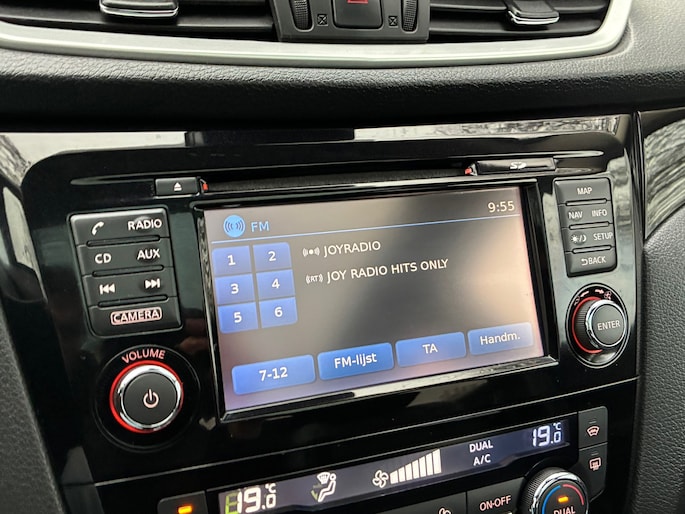 SD
RADIO
CD AUX
CAMERA
VOLUME
FM
9:55
1 2
3 4
5 6
JOYRADIO
(RT) JOY RADIO HITS ONLY
7-12
FM-lijst
TA
Handm.
MAP
NAV INFO
SETUP
BACK
ENTER
19.0 °C
DUAL
A/C
19.0 °C
ON-OFF
DUAL